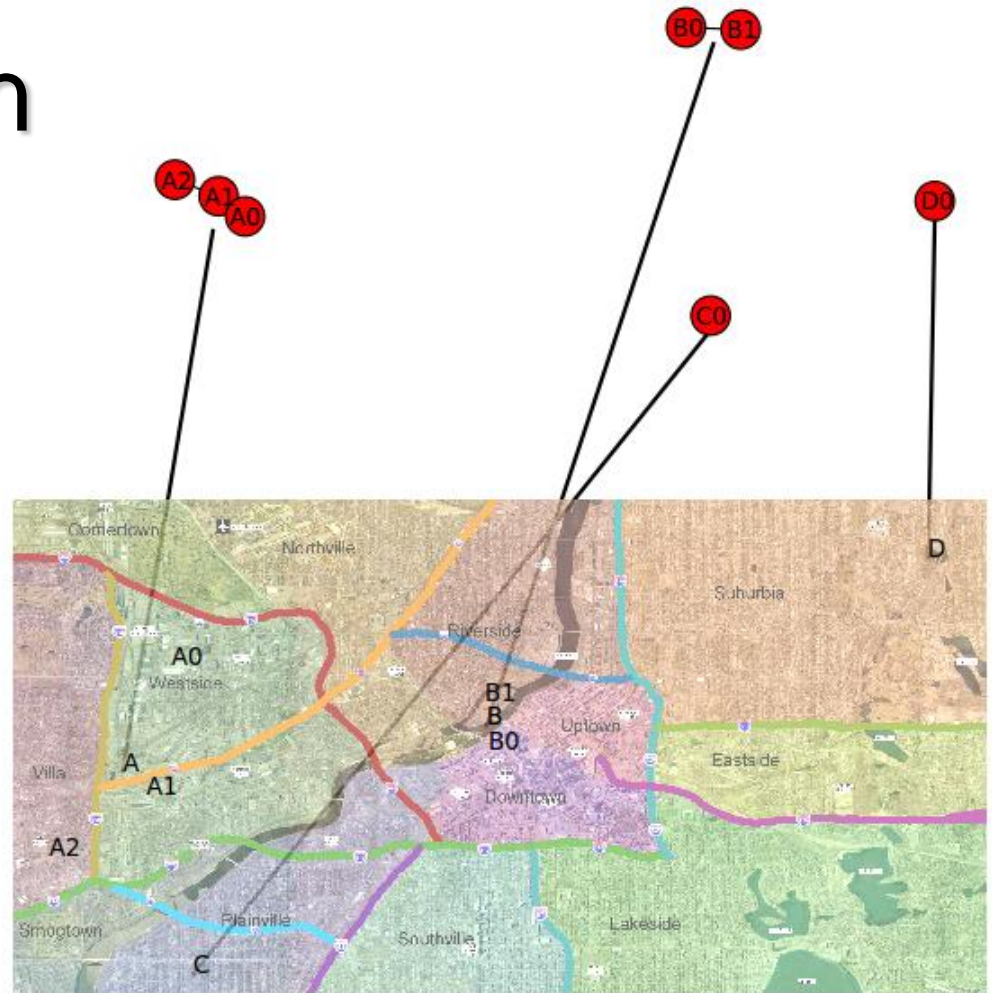 n
B0 B1
A2
A1
A0
D0
C0
Comertown
Northville
D
Suburbia
Riverside
A0
Westside
B1
B
Uptown
B0
A
Eastside
Villa
A1
Downtown
A2
Plainville
Lakeside
Smogtown
Southville
C